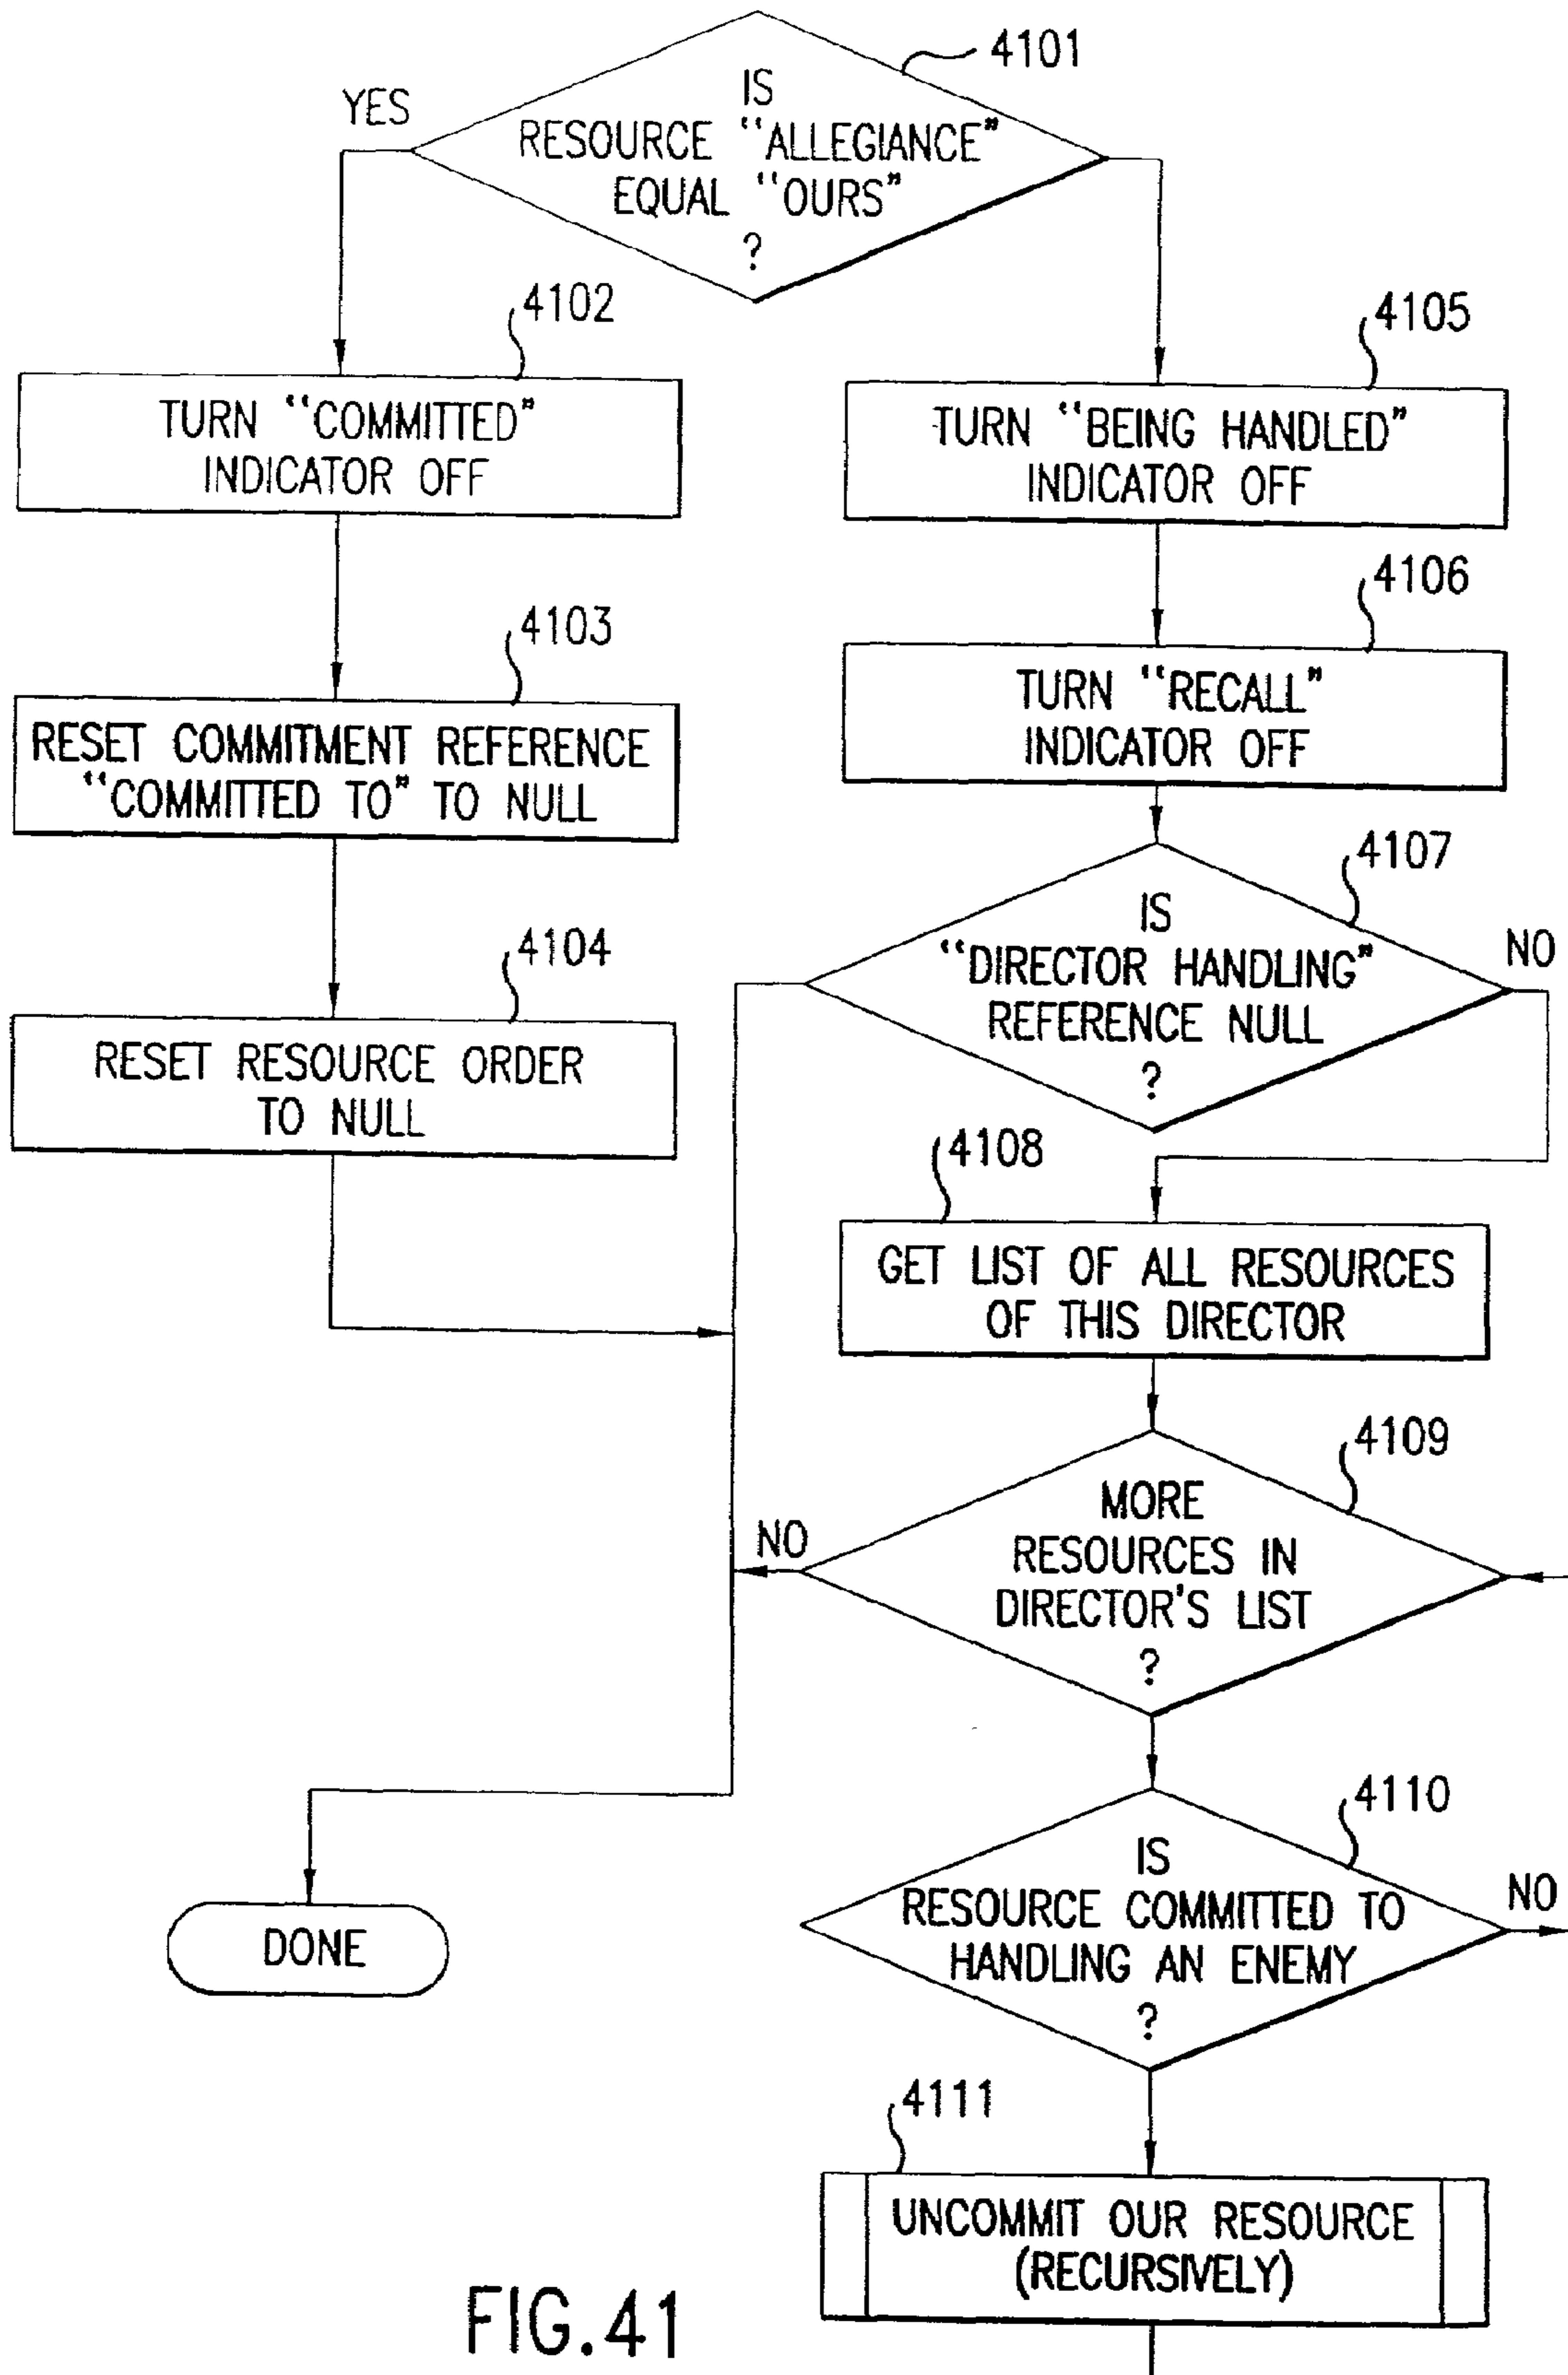 4101
YES
IS
RESOURCE "ALLEGIANCE"
EQUAL "OURS"
?
4102
TURN "COMMITTED"
INDICATOR OFF
4103
RESET COMMITMENT REFERENCE
"COMMITTED TO" TO NULL
4104
RESET RESOURCE ORDER
TO NULL
4105
TURN "BEING HANDLED"
INDICATOR OFF
4106
TURN "RECALL"
INDICATOR OFF
4107
IS
"DIRECTOR HANDLING"
REFERENCE NULL
?
NO
4108
GET LIST OF ALL RESOURCES
OF THIS DIRECTOR
4109
MORE
RESOURCES IN
DIRECTOR'S LIST
?
NO
4110
IS
RESOURCE COMMITTED TO
HANDLING AN ENEMY
?
NO
4111
UNCOMMIT OUR RESOURCE
(RECURSIVELY)
DONE
FIG.41